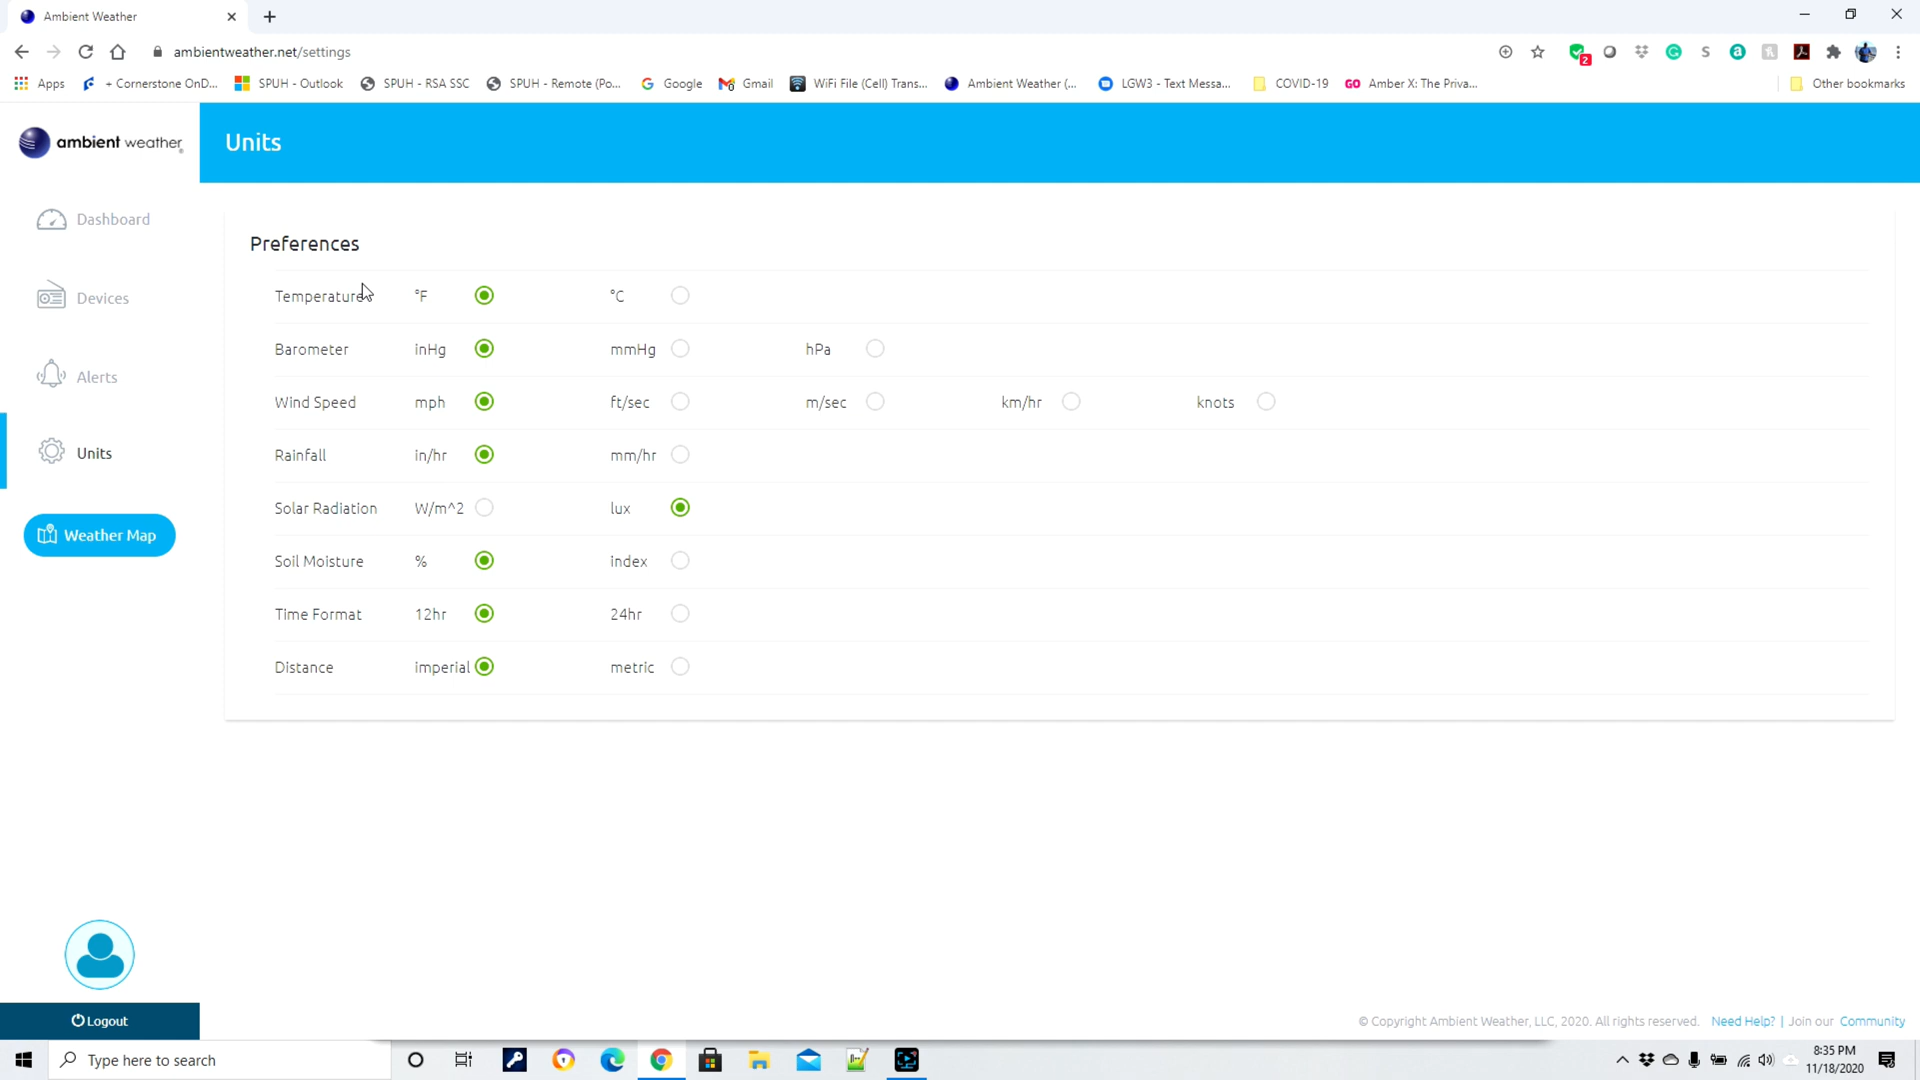 Ambient Weather
ambientweather.net/settings
2
Apps
+ Cornerstone OnD...
SPUH - Outlook
SPUH - RSA SSC
SPUH - Remote (Po...
Google
Gmail
WiFi File (Cell) Trans...
Ambient Weather (...
LGW3 - Text Messa...
COVID-19
GO Amber X: The Priva...
Other bookmarks
ambient weather
Units
Dashboard
Devices
Alerts
Units
Weather Map
Preferences
Temperature °F °C
Barometer inHg mmHg hPa
Wind Speed mph ft/sec m/sec km/hr knots
Rainfall in/hr mm/hr
Solar Radiation W/m^2 lux
Soil Moisture % index
Time Format 12hr 24hr
Distance imperial metric
Logout
© Copyright Ambient Weather, LLC, 2020. All rights reserved. Need Help? | Join our Community
Type here to search
8:35 PM
11/18/2020